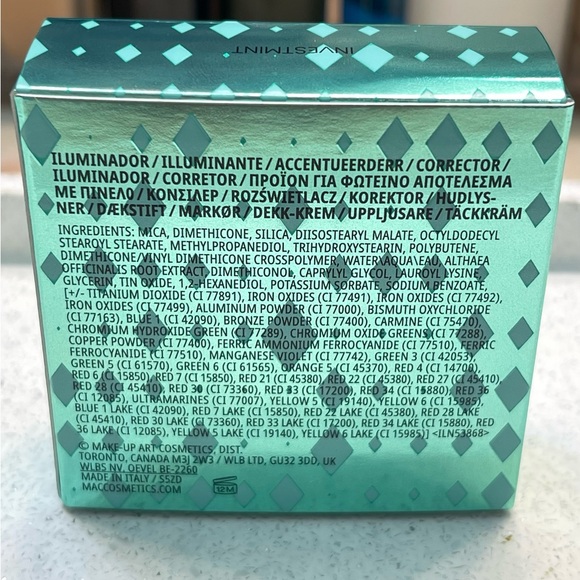 INVESTMINT
ILUMINADOR / ILLUMINANTE / ACCENTUEERDERR / CORRECTOR /
ILUMINADOR / CORRETOR / ΠΡΟΪΟΝ ΓΙΑ ΦΩΤΕΙΝΟ ΑΠΟΤΕΛΕΣΜΑ
ΜΕ ΠΙΝΕΛΟ / ΚΟΝΣΙΛΕΡ / ROZŚWIETLACZ / KOREKTOR / HUDLYS-
NER / DÆKSTIFT / MARKØR / DEKK-KREM / UPPLJUSARE / TÄCKKRÄM
INGREDIENTS: MICA, DIMETHICONE, SILICA, DIISOSTEARYL MALATE, OCTYLDODECYL
STEAROYL STEARATE, METHYLPROPANEDIOL, TRIHYDROXYSTEARIN, POLYBUTENE,
DIMETHICONE/VINYL DIMETHICONE CROSSPOLYMER, WATER\AQUA\EAU, ALTHAEA
OFFICINALIS ROOT EXTRACT, DIMETHICONOL, CAPRYLYL GLYCOL, LAUROYL LYSINE,
GLYCERIN, TIN OXIDE, 1,2-HEXANEDIOL, POTASSIUM SORBATE, SODIUM BENZOATE,
[+/- TITANIUM DIOXIDE (CI 77891), IRON OXIDES (CI 77491), IRON OXIDES (CI 77492),
IRON OXIDES (CI 77499), ALUMINUM POWDER (CI 77000), BISMUTH OXYCHLORIDE
(CI 77163), BLUE 1 (CI 42090), BRONZE POWDER (CI 77400), CARMINE (CI 75470),
CHROMIUM HYDROXIDE GREEN (CI 77289), CHROMIUM OXIDE GREENS (CI 77288),
COPPER POWDER (CI 77400), FERRIC AMMONIUM FERROCYANIDE (CI 77510), FERRIC
FERROCYANIDE (CI 77510), MANGANESE VIOLET (CI 77742), GREEN 3 (CI 42053),
GREEN 5 (CI 61570), GREEN 6 (CI 61565), ORANGE 5 (CI 45370), RED 4 (CI 14700),
RED 6 (CI 15850), RED 7 (CI 15850), RED 21 (CI 45380), RED 22 (CI 45380), RED 27 (CI 45410),
RED 28 (CI 45410), RED 30 (CI 73360), RED 33 (CI 17200), RED 34 (CI 15880), RED 36
(CI 12085), ULTRAMARINES (CI 77007), YELLOW 5 (CI 19140), YELLOW 6 (CI 15985),
BLUE 1 LAKE (CI 42090), RED 7 LAKE (CI 15850), RED 22 LAKE (CI 45380), RED 28 LAKE
(CI 45410), RED 30 LAKE (CI 73360), RED 33 LAKE (CI 17200), RED 34 LAKE (CI 15880), RED
36 LAKE (CI 12085), YELLOW 5 LAKE (CI 19140), YELLOW 6 LAKE (CI 15985)] <ILN53868>
© MAKE-UP ART COSMETICS, DIST.
TORONTO, CANADA M3J 2W3 / WLB LTD, GU32 3DD, UK
WLBS NV, OEVEL BE-2260
MADE IN ITALY / S5ZD
MACCOSMETICS.COM
12M